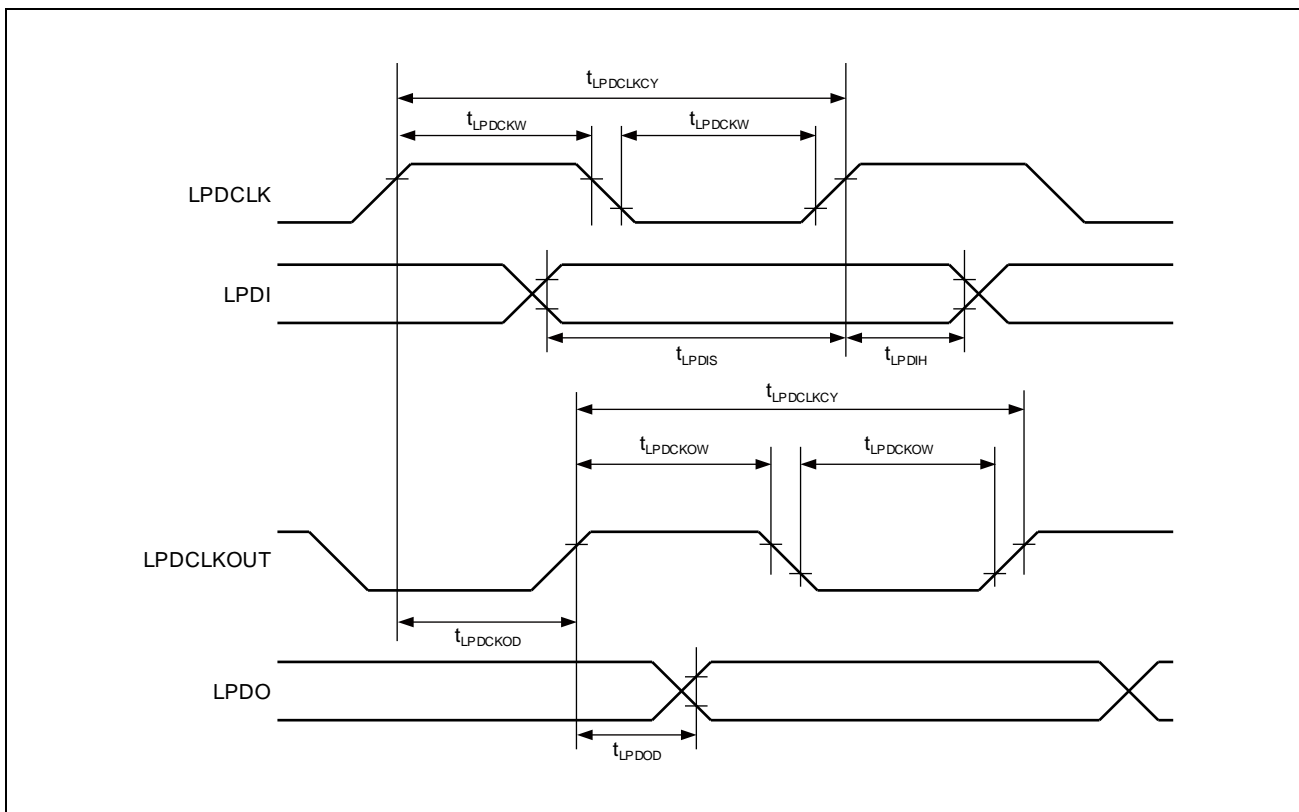 tLPDCLKCY
tLPDCKW tLPDCKW
LPDCLK
LPDI
tLPDIS tLPDIH
tLPDCLKCY
tLPDCKOW tLPDCKOW
LPDCLKOUT
tLPDCKOD
LPDO
tLPDOD